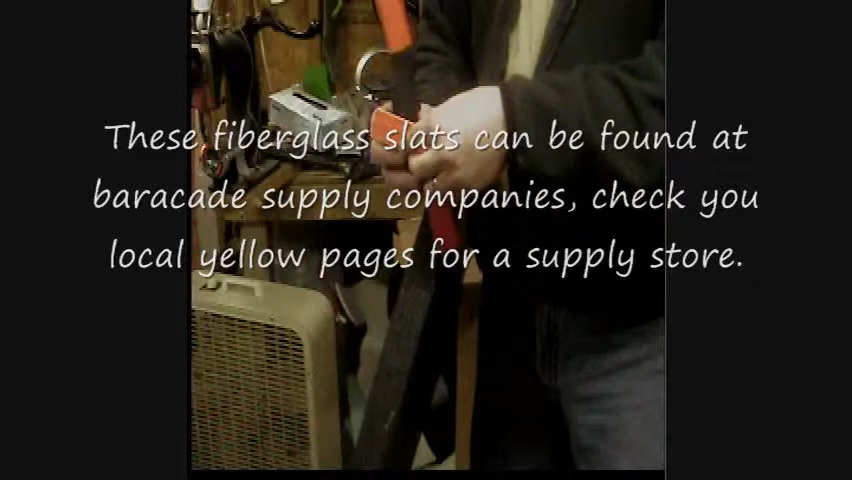 These fiberglass slats can be found at
baracade supply companies, check you
local yellow pages for a supply store.